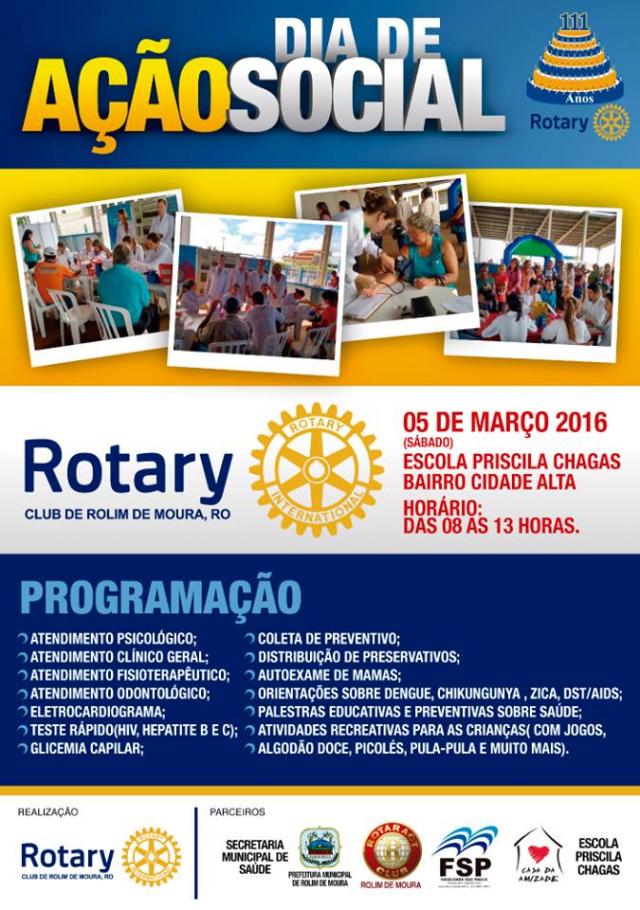 DIA DE
AÇÃOSOCIAL
111
Anos
Rotary
Rotary
CLUB DE ROLIM DE MOURA, RO
ROTARY
INTERNATIONAL
05 DE MARÇO 2016
(SÁBADO)
ESCOLA PRISCILA CHAGAS
BAIRRO CIDADE ALTA
HORÁRIO:
DAS 08 AS 13 HORAS.
PROGRAMAÇÃO
ATENDIMENTO PSICOLÓGICO;
ATENDIMENTO CLÍNICO GERAL;
ATENDIMENTO FISIOTERAPÊUTICO;
ATENDIMENTO ODONTOLÓGICO;
ELETROCARDIOGRAMA;
TESTE RÁPIDO(HIV, HEPATITE B E C);
GLICEMIA CAPILAR;
COLETA DE PREVENTIVO;
DISTRIBUIÇÃO DE PRESERVATIVOS;
AUTOEXAME DE MAMAS;
ORIENTAÇÕES SOBRE DENGUE, CHIKUNGUNYA , ZICA, DST/AIDS;
PALESTRAS EDUCATIVAS E PREVENTIVAS SOBRE SAÚDE;
ATIVIDADES RECREATIVAS PARA AS CRIANÇAS( COM JOGOS,
ALGODÃO DOCE, PICOLÉS, PULA-PULA E MUITO MAIS).
REALIZAÇÃO
Rotary
CLUB DE ROLIM DE MOURA, RO
PARCEIROS
SECRETARIA
MUNICIPAL DE
SAÚDE
PREFEITURA MUNICIPAL
DE ROLIM DE MOURA
ROTARACT
CLUB
ROLIM DE MOURA
FSP
CASA DA
AMIZADE
ESCOLA
PRISCILA
CHAGAS